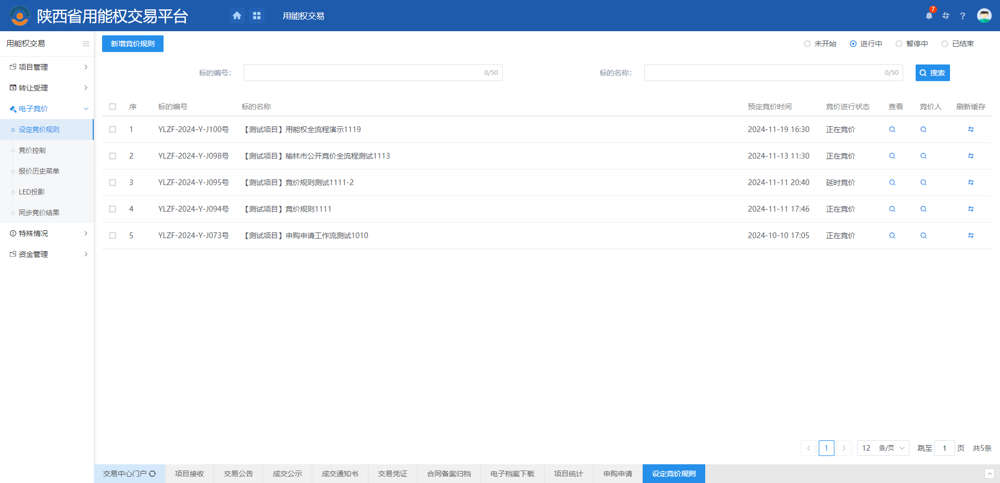 陕西省用能权交易平台
用能权交易
7
用能权交易
项目管理
转让受理
电子竞价
设定竞价规则
竞价控制
报价历史菜单
LED投影
同步竞价结果
特殊情况
资金管理
新增竞价规则
未开始 进行中 暂停中 已结束
标的编号： 0/50 标的名称： 0/50 搜索
序 标的编号 标的名称 预定竞价时间 竞价进行状态 查看 竞价人 刷新缓存
1 YLZF-2024-Y-J100号 【测试项目】用能权全流程演示1119 2024-11-19 16:30 正在竞价
2 YLZF-2024-Y-J098号 【测试项目】榆林市公开竞价全流程测试1113 2024-11-13 11:30 正在竞价
3 YLZF-2024-Y-J095号 【测试项目】竞价规则测试1111-2 2024-11-11 20:40 延时竞价
4 YLZF-2024-Y-J094号 【测试项目】竞价规则1111 2024-11-11 17:46 正在竞价
5 YLZF-2024-Y-J073号 【测试项目】申购申请工作流测试1010 2024-10-10 17:05 正在竞价
1 12 条/页 跳至 1 页 共5条
交易中心门户 项目接收 交易公告 成交公示 成交通知书 交易凭证 合同备案归档 电子档案下载 项目统计 申购申请 设定竞价规则